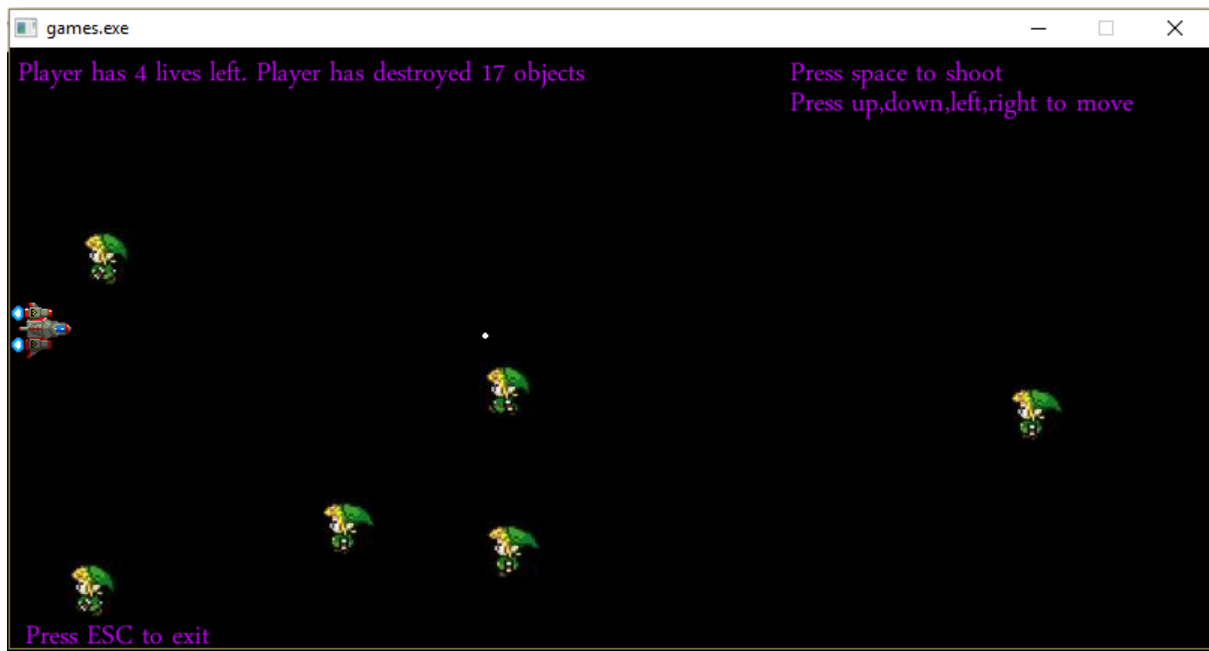 games.exe
Player has 4 lives left. Player has destroyed 17 objects
Press space to shoot
Press up,down,left,right to move
Press ESC to exit